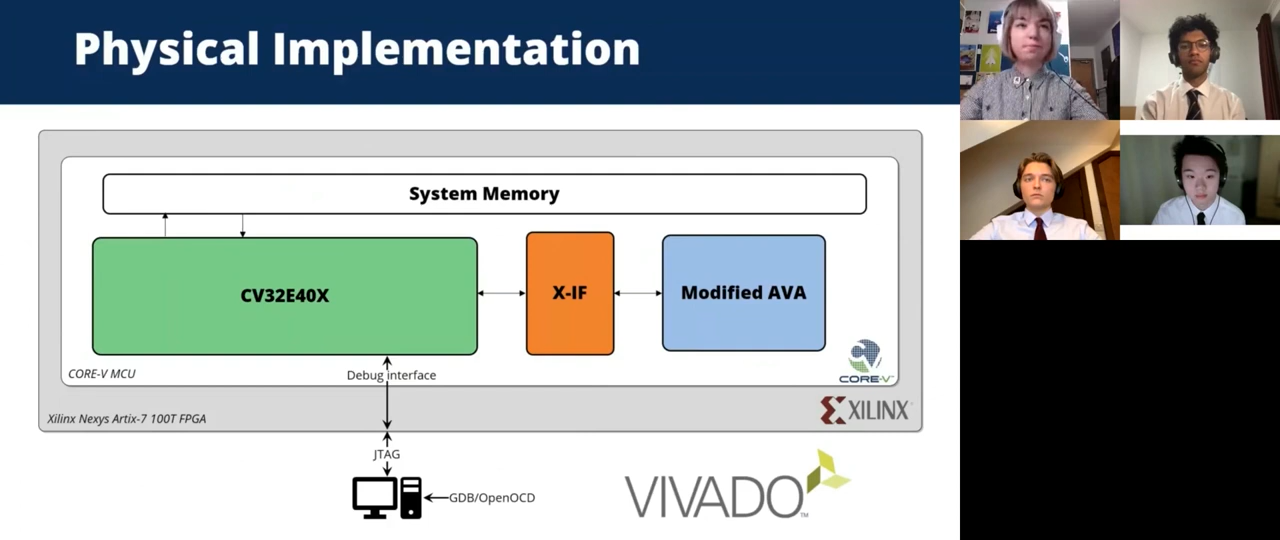 Physical Implementation
System Memory
CV32E40X
X-IF
Modified AVA
CORE-V MCU
Debug interface
CORE-V
Xilinx Nexys Artix-7 100T FPGA
XILINX
JTAG
GDB/OpenOCD
VIVADO
TM